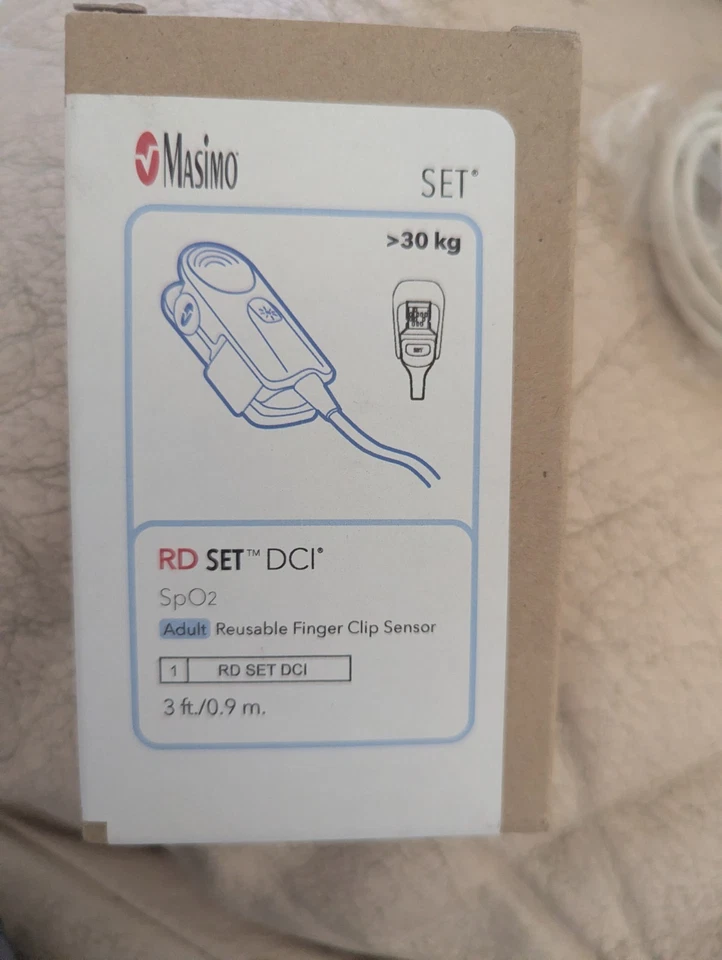 Masimo
SET®
>30 kg
RD SET™ DCI®
SpO2
Adult Reusable Finger Clip Sensor
1 RD SET DCI
3 ft./0.9 m.